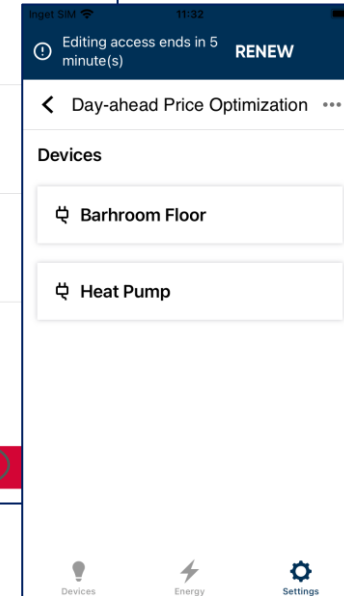 Inget SIM 11:32
Editing access ends in 5
minute(s)
RENEW
Day-ahead Price Optimization
Devices
Barhroom Floor
Heat Pump
Devices Energy Settings